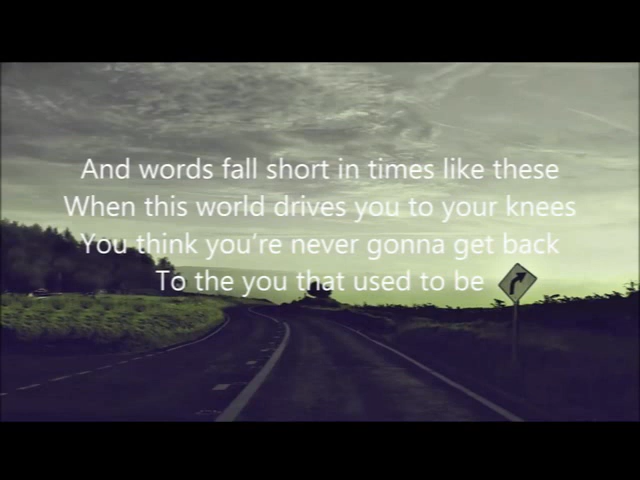 And words fall short in times like these
When this world drives you to your knees
You think you're never gonna get back
To the you that used to be